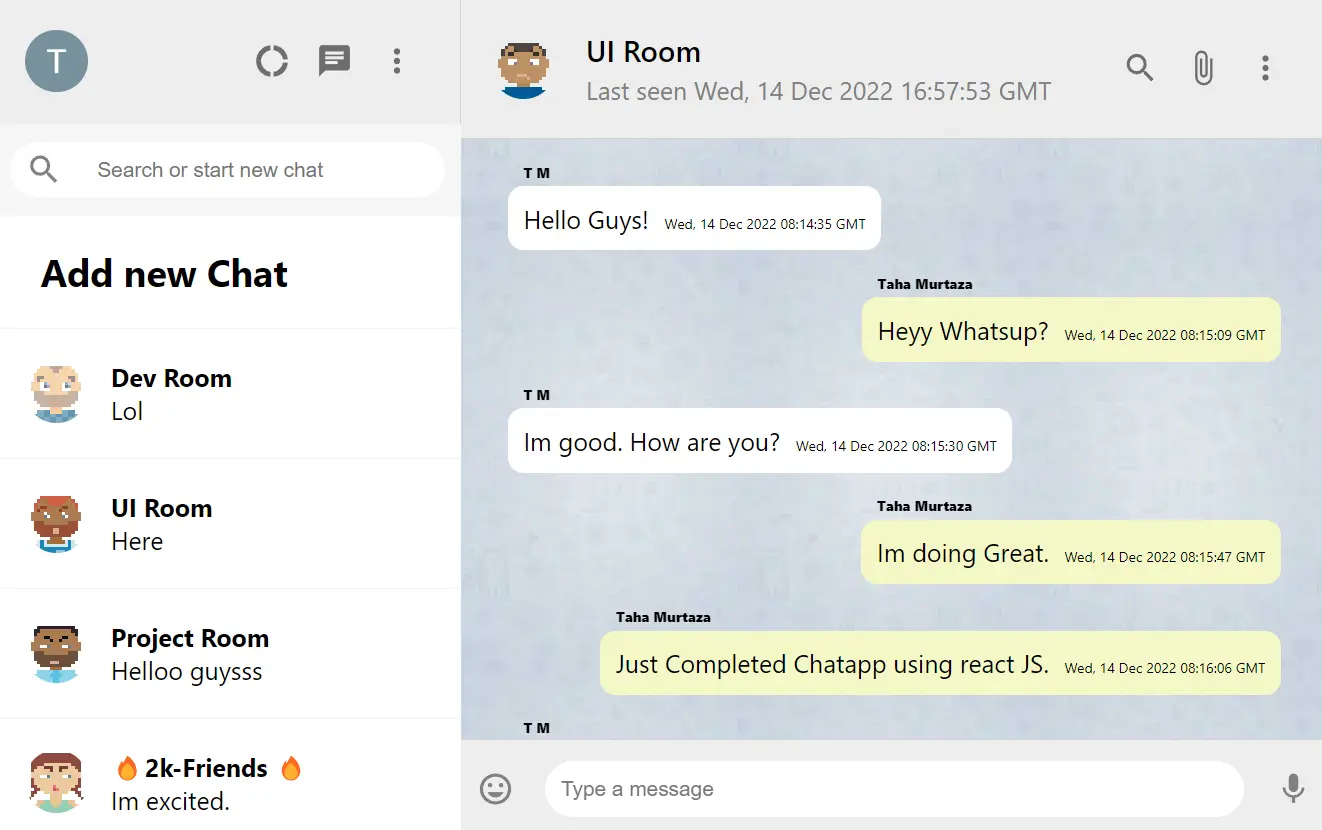 T
Search or start new chat
Add new Chat
Dev Room
Lol
UI Room
Here
Project Room
Helloo guysss
🔥 2k-Friends 🔥
Im excited.
UI Room
Last seen Wed, 14 Dec 2022 16:57:53 GMT
T M
Hello Guys! Wed, 14 Dec 2022 08:14:35 GMT
Taha Murtaza
Heyy Whatsup? Wed, 14 Dec 2022 08:15:09 GMT
T M
Im good. How are you? Wed, 14 Dec 2022 08:15:30 GMT
Taha Murtaza
Im doing Great. Wed, 14 Dec 2022 08:15:47 GMT
Taha Murtaza
Just Completed Chatapp using react JS. Wed, 14 Dec 2022 08:16:06 GMT
T M
Type a message